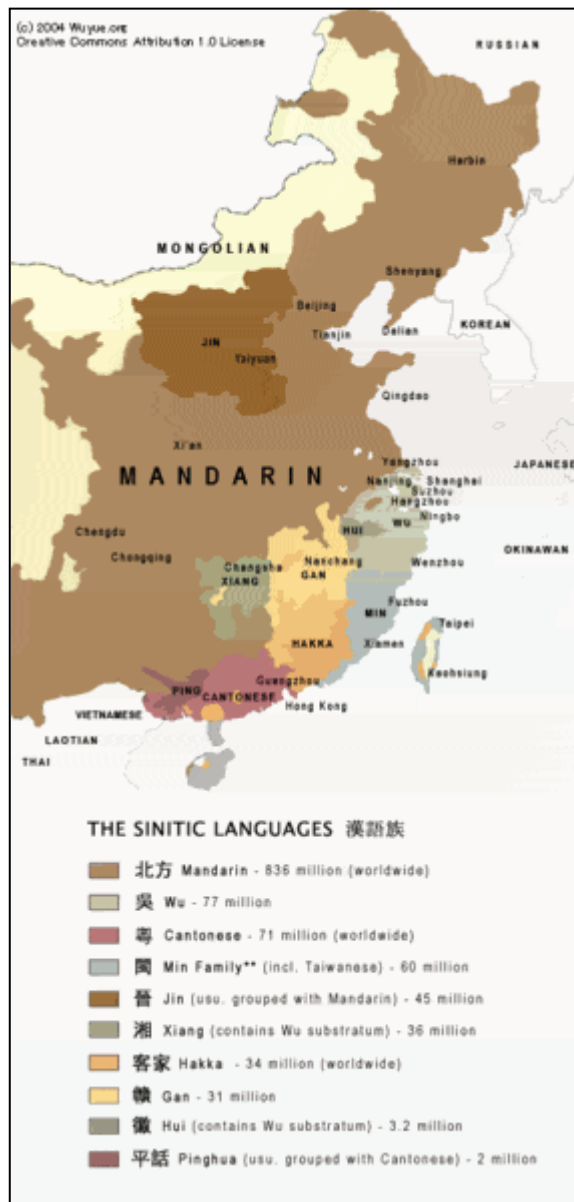 (c) 2004 Wuyue.org
Creative Commons Attribution 1.0 License
RUSSIAN
Harbin
MONGOLIAN
Shenyang
Beijing
Tianjin
Dalian
KOREAN
JIN
Taiyuan
Qingdao
Xi'an
MANDARIN
JAPANESE
Yangzhou
Nanjing
Shanghai
Suzhou
Hangzhou
Ningbo
WU
HUI
Chengdu
Chongqing
OKINAWAN
Changsha
XIANG
Nanchang
GAN
Wenzhou
Fuzhou
MIN
Taipei
HAKKA
Xiamen
Kaohsiung
Guangzhou
PING
CANTONESE
Hong Kong
VIETNAMESE
LAOTIAN
THAI
THE SINITIC LANGUAGES 漢語族
北方 Mandarin - 836 million (worldwide)
吳 Wu - 77 million
粵 Cantonese - 71 million (worldwide)
閩 Min Family** (incl. Taiwanese) - 60 million
晉 Jin (usu. grouped with Mandarin) - 45 million
湘 Xiang (contains Wu substratum) - 36 million
客家 Hakka - 34 million (worldwide)
贛 Gan - 31 million
徽 Hui (contains Wu substratum) - 3.2 million
平話 Pinghua (usu. grouped with Cantonese) - 2 million